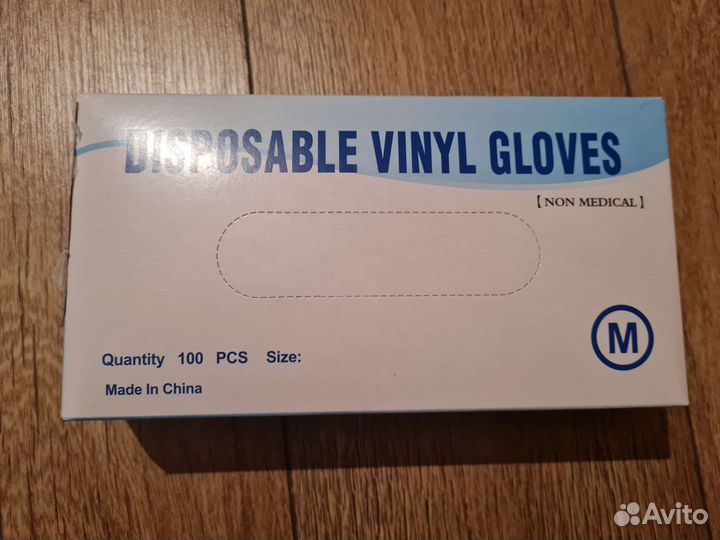 DISPOSABLE VINYL GLOVES
【NON MEDICAL】
M
Quantity 100 PCS Size:
Made In China
Avito